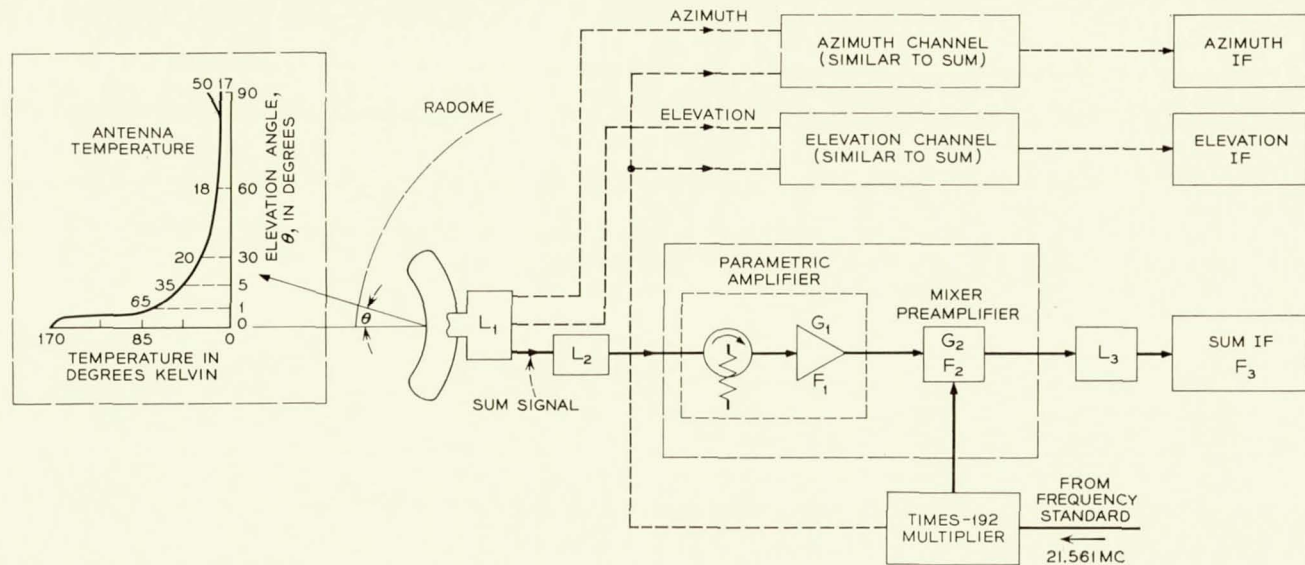 AZIMUTH
AZIMUTH CHANNEL
(SIMILAR TO SUM)
AZIMUTH
IF
50 17
90
ELEVATION ANGLE,
θ, IN DEGREES
ANTENNA
TEMPERATURE
RADOME
ELEVATION
ELEVATION CHANNEL
(SIMILAR TO SUM)
ELEVATION
IF
18
60
20
30
35
5
65
1
0
170
85
0
TEMPERATURE IN
DEGREES KELVIN
θ
L1
L2
SUM SIGNAL
PARAMETRIC
AMPLIFIER
G1
F1
MIXER
PREAMPLIFIER
G2
F2
L3
SUM IF
F3
TIMES-192
MULTIPLIER
FROM
FREQUENCY
STANDARD
21.561 MC